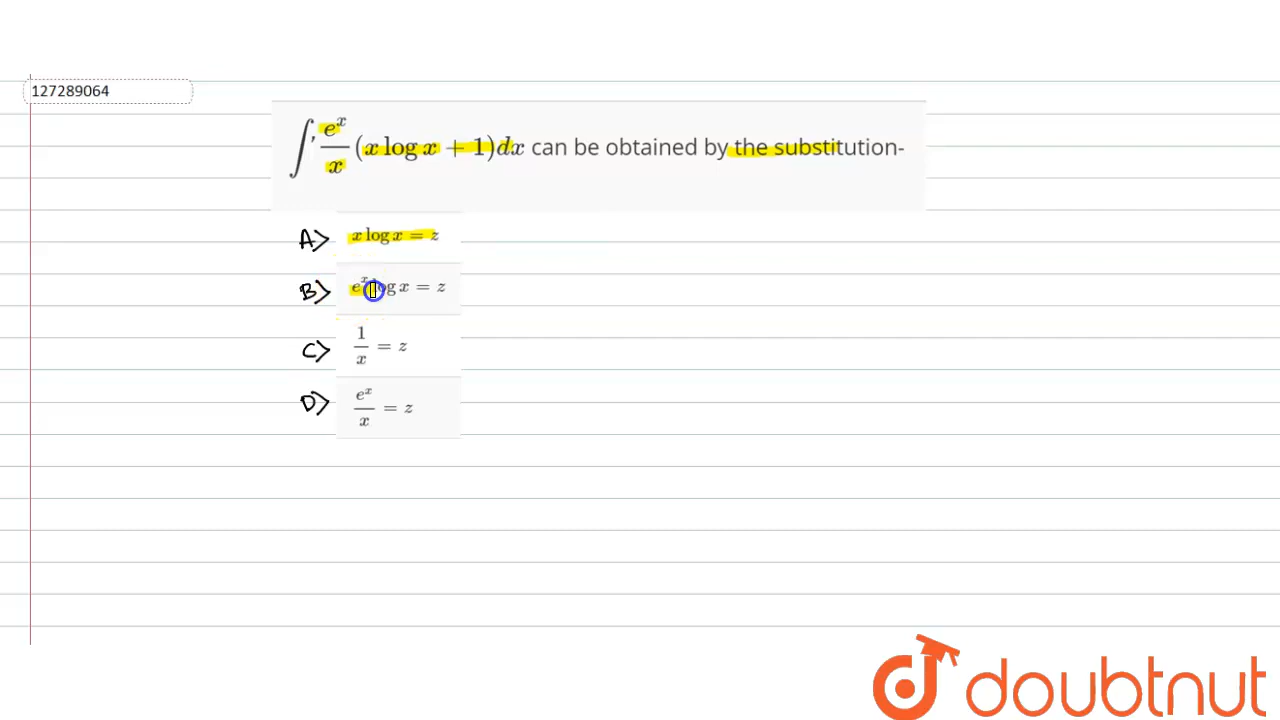 127289064
∫ e^x/x (x log x + 1)dx can be obtained by the substitution-
A> x log x = z
B> e^x log x = z
C> 1/x = z
D> e^x/x = z
doubtnut